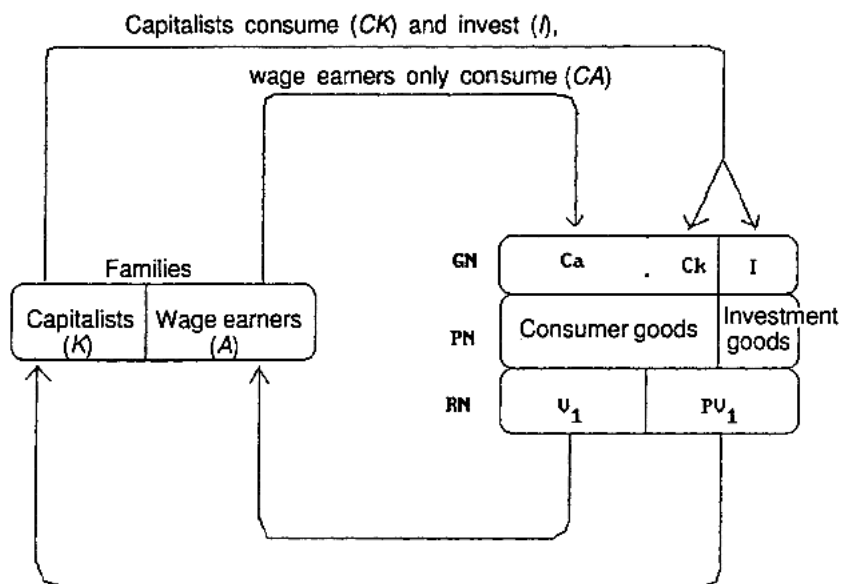 Capitalists consume (CK) and invest (I),
wage earners only consume (CA)
Families
Capitalists
(K)
Wage earners
(A)
GN
Ca . Ck I
PN
Consumer goods
Investment
goods
RN
V1 PV1